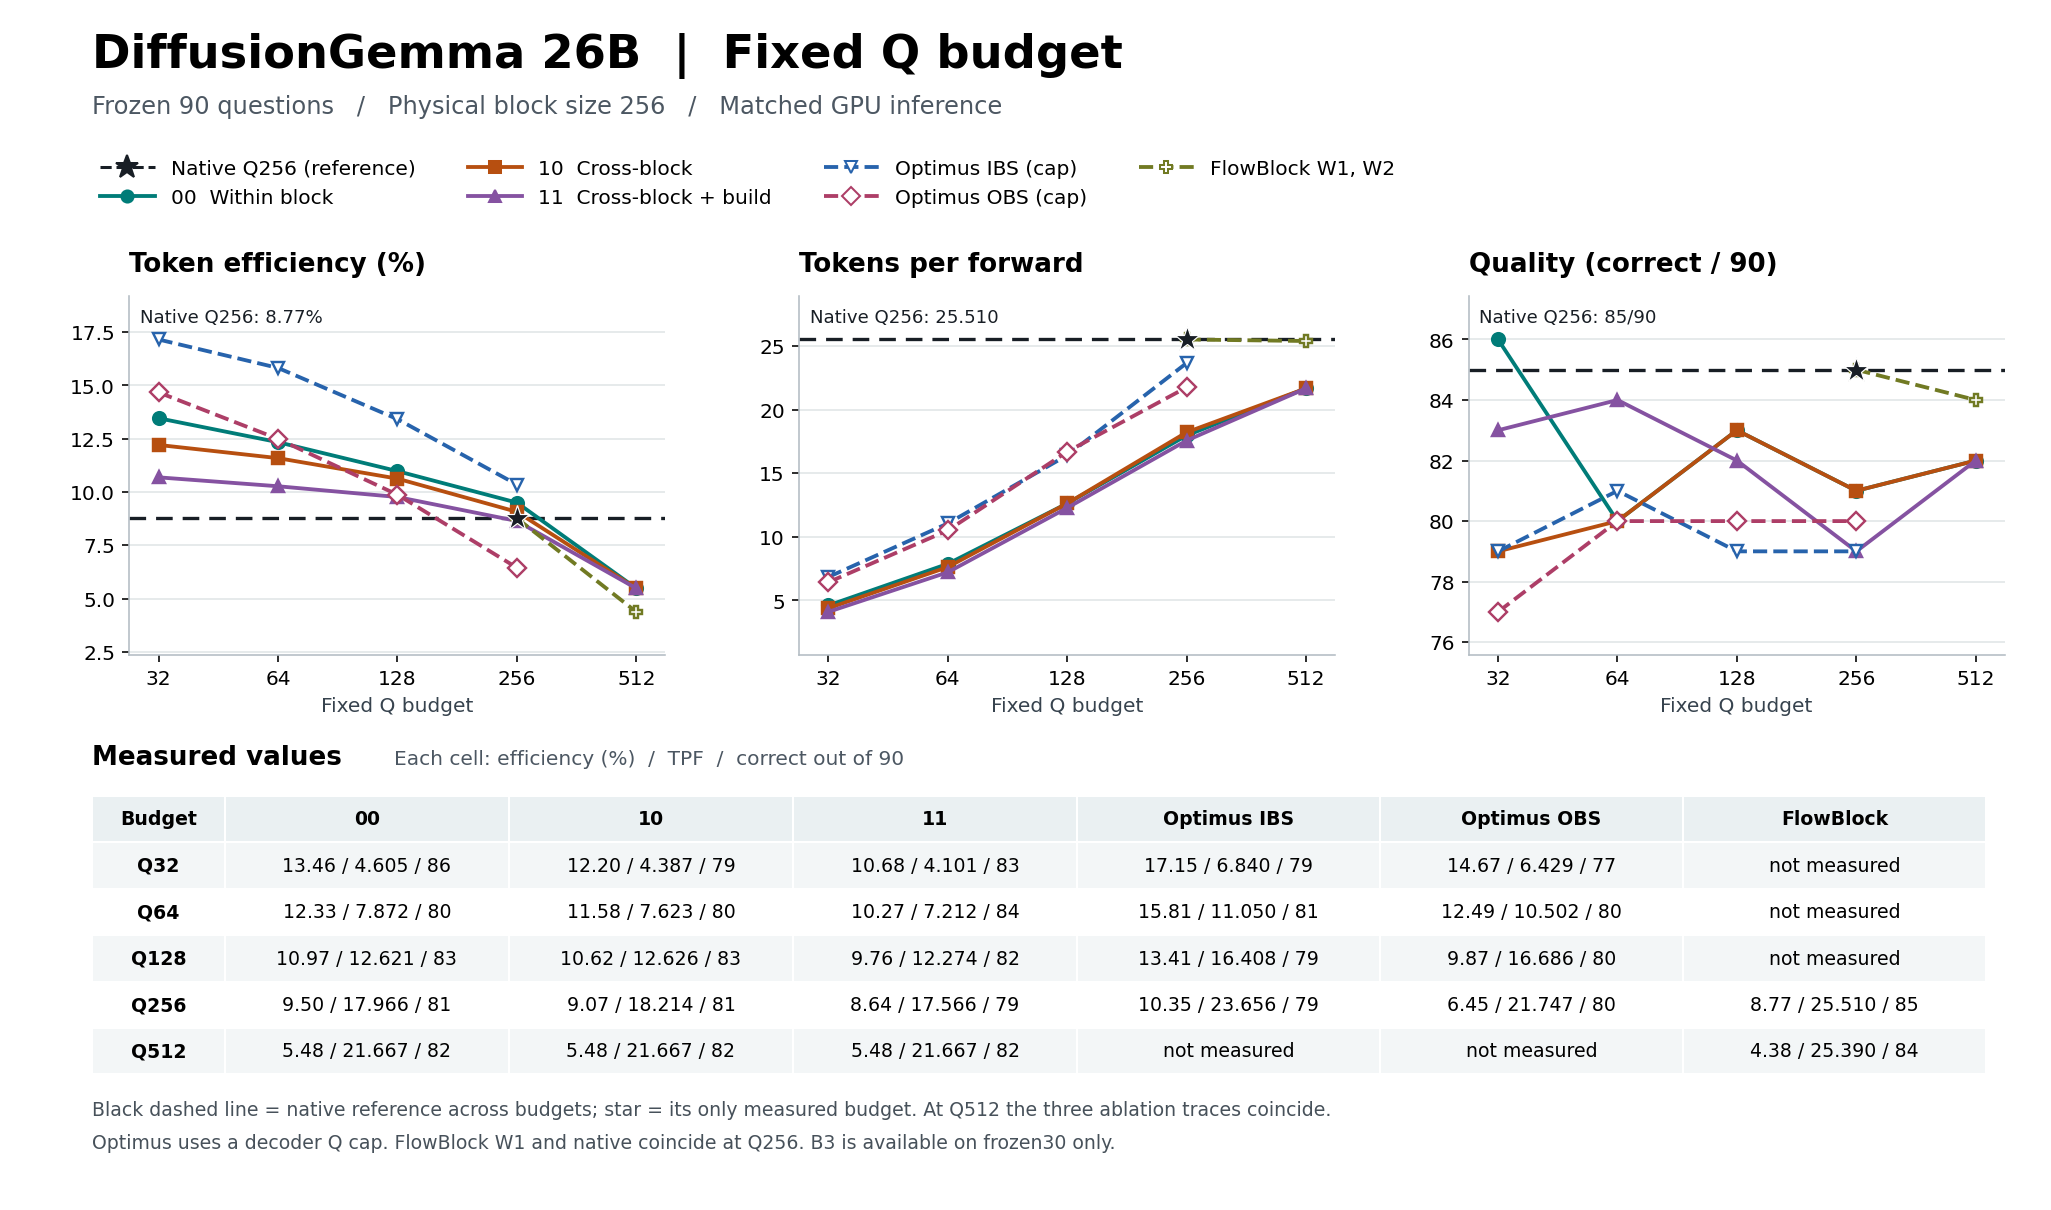 DiffusionGemma 26B | Fixed Q budget
Frozen 90 questions / Physical block size 256 / Matched GPU inference
Native Q256 (reference)
00 Within block
10 Cross-block
11 Cross-block + build
Optimus IBS (cap)
Optimus OBS (cap)
FlowBlock W1, W2
Token efficiency (%)
Native Q256: 8.77%
17.5
15.0
12.5
10.0
7.5
5.0
2.5
32 64 128 256 512
Fixed Q budget
Tokens per forward
Native Q256: 25.510
25
20
15
10
5
32 64 128 256 512
Fixed Q budget
Quality (correct / 90)
Native Q256: 85/90
86
84
82
80
78
76
32 64 128 256 512
Fixed Q budget
Measured values Each cell: efficiency (%) / TPF / correct out of 90
Budget 00 10 11 Optimus IBS Optimus OBS FlowBlock
Q32 13.46 / 4.605 / 86 12.20 / 4.387 / 79 10.68 / 4.101 / 83 17.15 / 6.840 / 79 14.67 / 6.429 / 77 not measured
Q64 12.33 / 7.872 / 80 11.58 / 7.623 / 80 10.27 / 7.212 / 84 15.81 / 11.050 / 81 12.49 / 10.502 / 80 not measured
Q128 10.97 / 12.621 / 83 10.62 / 12.626 / 83 9.76 / 12.274 / 82 13.41 / 16.408 / 79 9.87 / 16.686 / 80 not measured
Q256 9.50 / 17.966 / 81 9.07 / 18.214 / 81 8.64 / 17.566 / 79 10.35 / 23.656 / 79 6.45 / 21.747 / 80 8.77 / 25.510 / 85
Q512 5.48 / 21.667 / 82 5.48 / 21.667 / 82 5.48 / 21.667 / 82 not measured not measured 4.38 / 25.390 / 84
Black dashed line = native reference across budgets; star = its only measured budget. At Q512 the three ablation traces coincide.
Optimus uses a decoder Q cap. FlowBlock W1 and native coincide at Q256. B3 is available on frozen30 only.